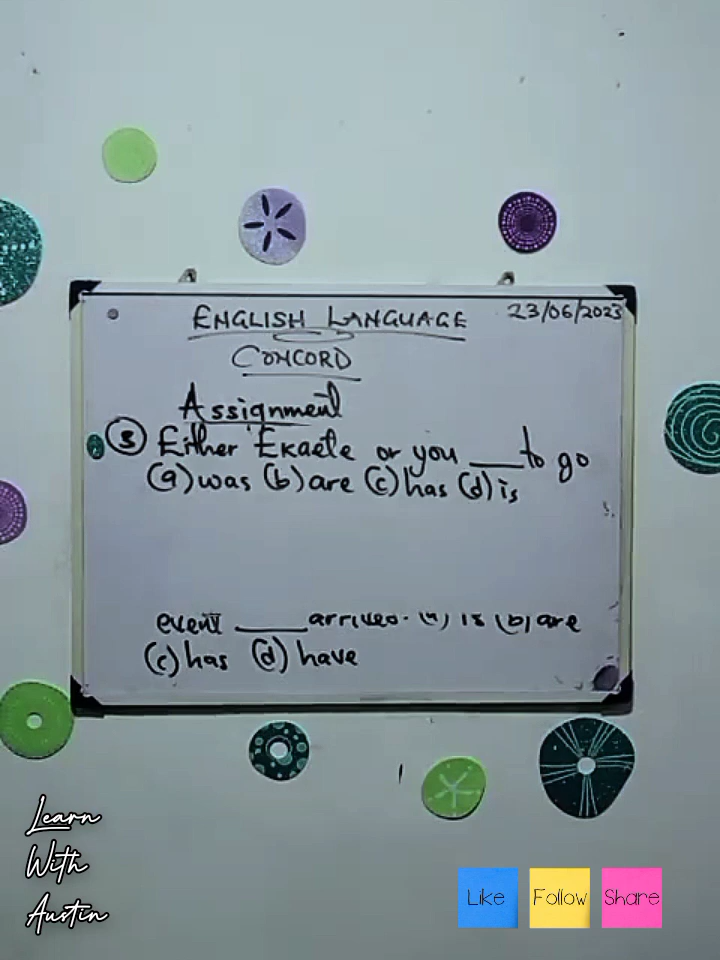 ENGLISH LANGUAGE 23/06/2023
CONCORD
Assignment
③ Either Ekaete or you ___ to go
(a) was (b) are (c) has (d) is
event ____ arrived. (a) is (b) are
(c) has (d) have
Learn
With
Austin
Like Follow Share